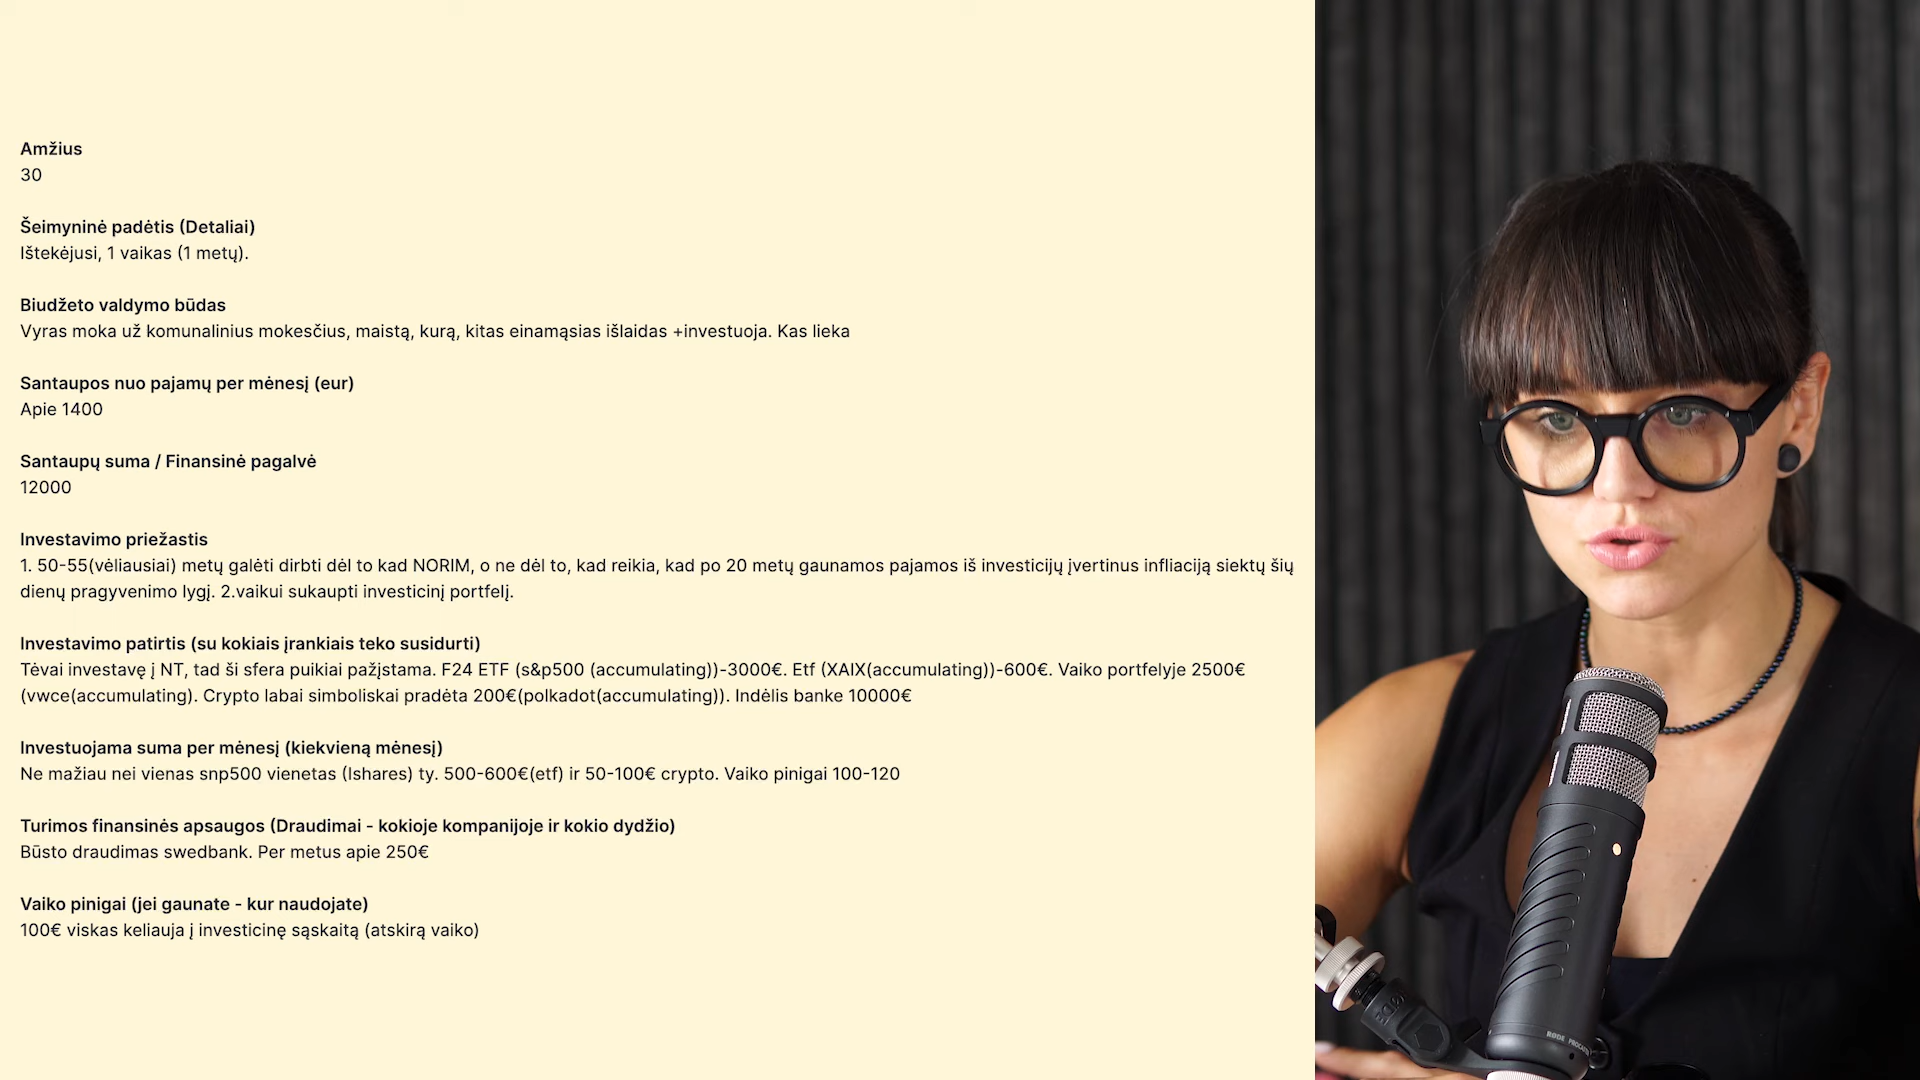 Amžius
30
Šeimyninė padėtis (Detaliai)
Ištekėjusi, 1 vaikas (1 metų).
Biudžeto valdymo būdas
Vyras moka už komunalinius mokesčius, maistą, kurą, kitas einamąsias išlaidas +investuoja. Kas lieka
Santaupos nuo pajamų per mėnesį (eur)
Apie 1400
Santaupų suma / Finansinė pagalvė
12000
Investavimo priežastis
1. 50-55(vėliausiai) metų galėti dirbti dėl to kad NORIM, o ne dėl to, kad reikia, kad po 20 metų gaunamos pajamos iš investicijų įvertinus infliaciją siektų šių
dienų pragyvenimo lygį. 2.vaikui sukaupti investicinį portfelį.
Investavimo patirtis (su kokiais įrankiais teko susidurti)
Tėvai investavę į NT, tad ši sfera puikiai pažįstama. F24 ETF (s&p500 (accumulating))-3000€. Etf (XAIX(accumulating))-600€. Vaiko portfelyje 2500€
(vwce(accumulating). Crypto labai simboliskai pradėta 200€(polkadot(accumulating)). Indėlis banke 10000€
Investuojama suma per mėnesį (kiekvieną mėnesį)
Ne mažiau nei vienas snp500 vienetas (Ishares) ty. 500-600€(etf) ir 50-100€ crypto. Vaiko pinigai 100-120
Turimos finansinės apsaugos (Draudimai - kokioje kompanijoje ir kokio dydžio)
Būsto draudimas swedbank. Per metus apie 250€
Vaiko pinigai (jei gaunate - kur naudojate)
100€ viskas keliauja į investicinę sąskaitą (atskirą vaiko)
RØDE PROCASTER